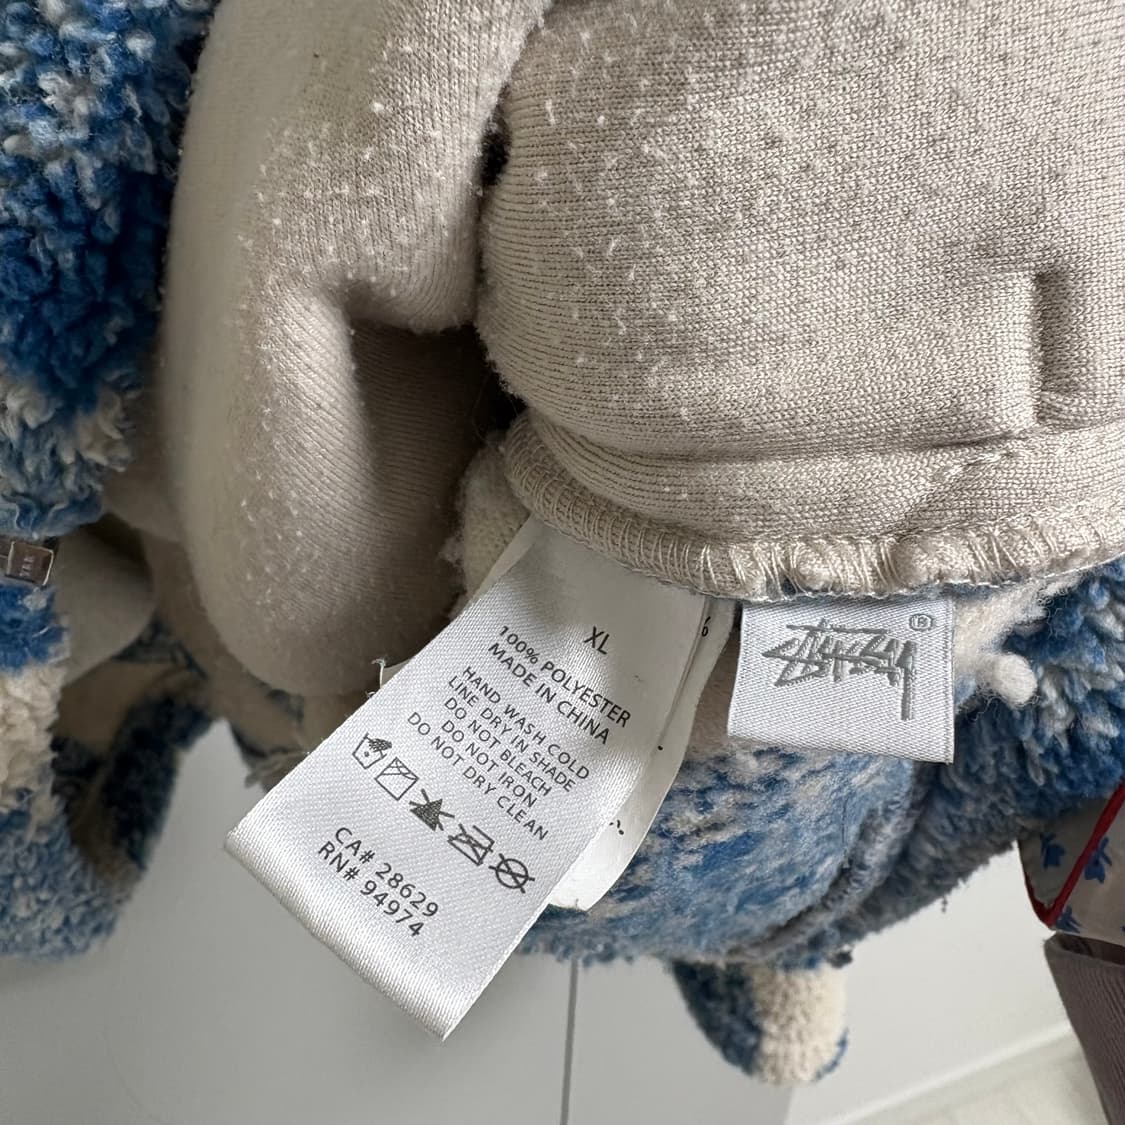 XL
100% POLYESTER
MADE IN CHINA
HAND WASH COLD
LINE DRY IN SHADE
DO NOT BLEACH
DO NOT IRON
DO NOT DRY CLEAN
CA# 28629
RN# 94974
%
STÜSSY ®